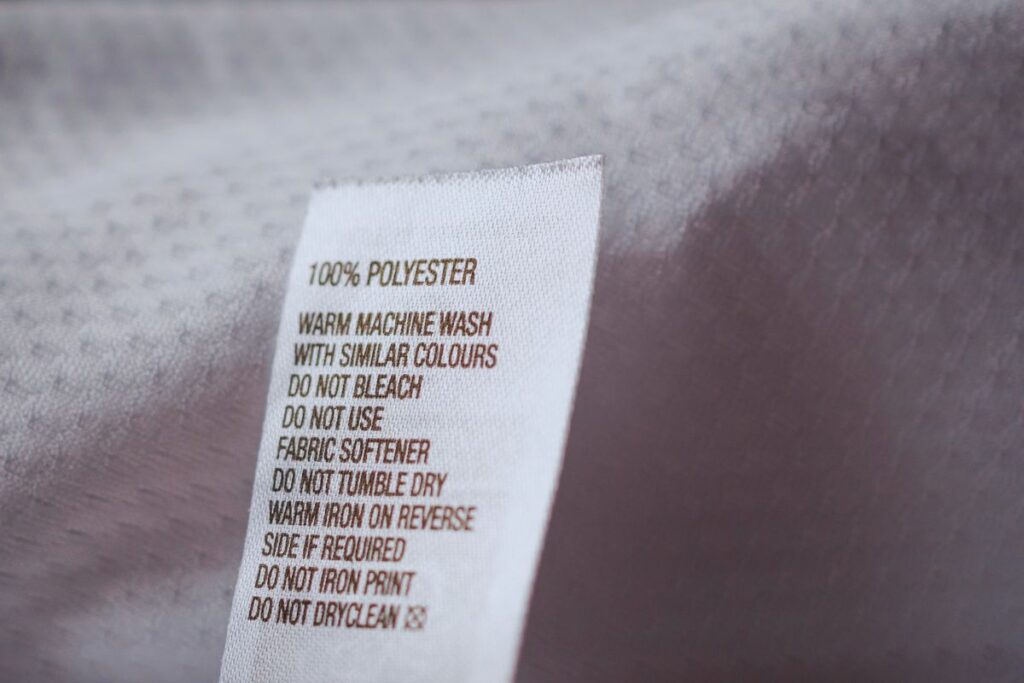 100% POLYESTER
WARM MACHINE WASH
WITH SIMILAR COLOURS
DO NOT BLEACH
DO NOT USE
FABRIC SOFTENER
DO NOT TUMBLE DRY
WARM IRON ON REVERSE
SIDE IF REQUIRED
DO NOT IRON PRINT
DO NOT DRYCLEAN